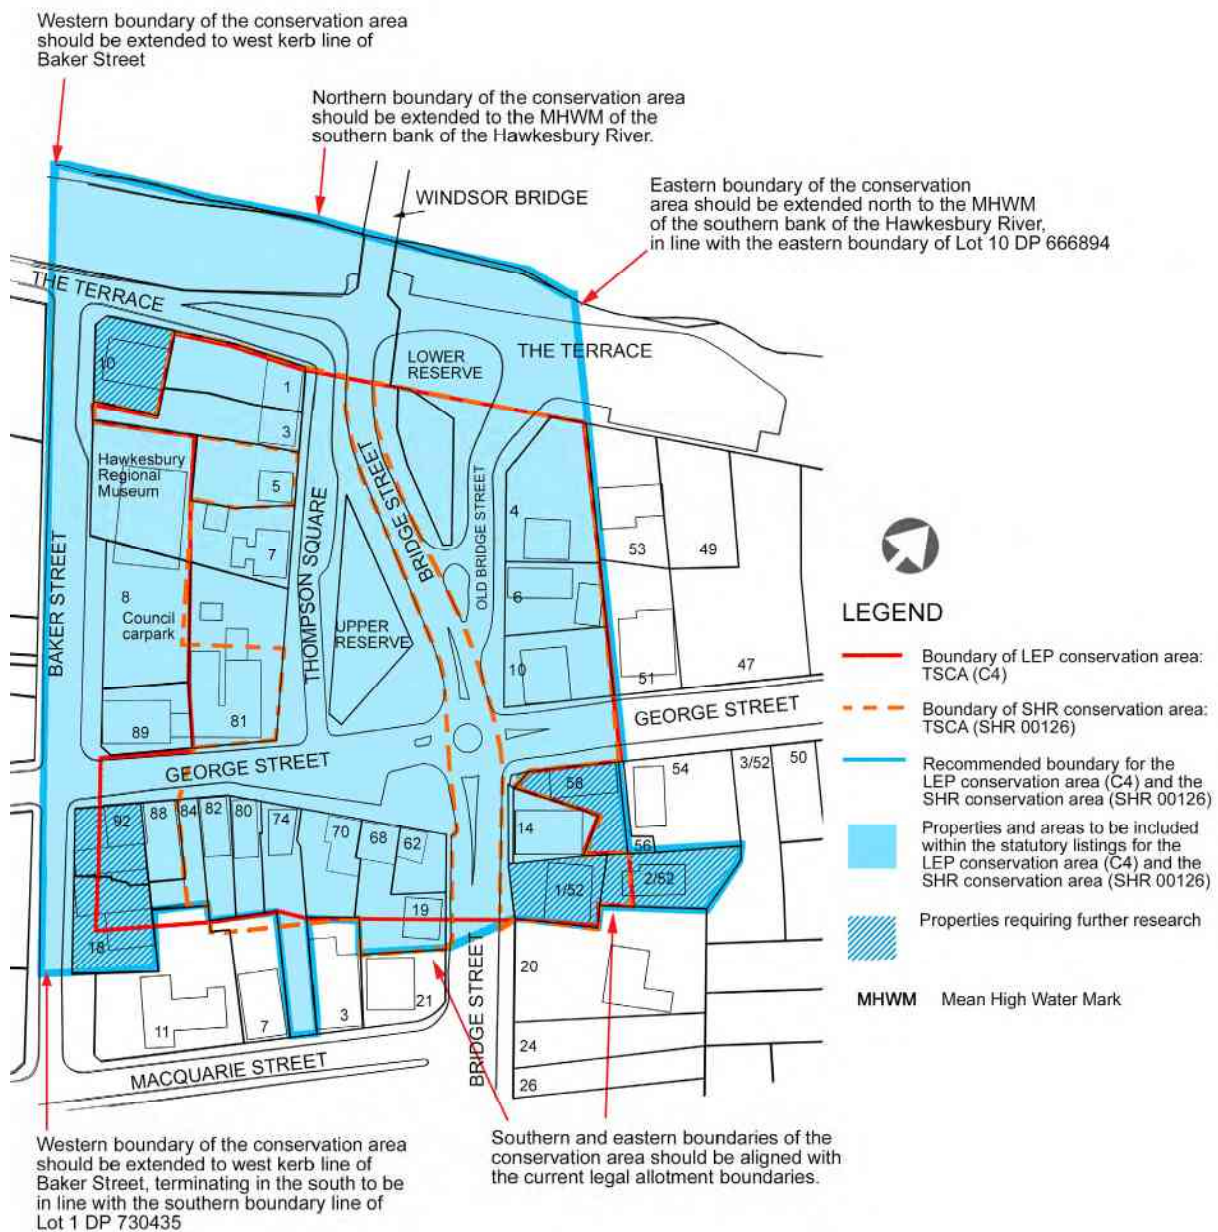 Western boundary of the conservation area
should be extended to west kerb line of
Baker Street
Northern boundary of the conservation area
should be extended to the MHWM of the
southern bank of the Hawkesbury River.
WINDSOR BRIDGE
Eastern boundary of the conservation
area should be extended north to the MHWM
of the southern bank of the Hawkesbury River,
in line with the eastern boundary of Lot 10 DP 666894
THE TERRACE
THE TERRACE
LOWER
RESERVE
10
1
3
Hawkesbury
Regional
Museum
5
7
8
Council
carpark
BAKER STREET
THOMPSON SQUARE
BRIDGE STREET
OLD BRIDGE STREET
UPPER
RESERVE
4
6
10
53
49
51
47
89
81
GEORGE STREET
GEORGE STREET
92
88
84
82
80
74
70
68
62
19
18
14
58
54
3/52
50
56
1/52
2/52
11
7
3
21
20
24
26
BRIDGE STREET
MACQUARIE STREET
LEGEND
Boundary of LEP conservation area:
TSCA (C4)
Boundary of SHR conservation area:
TSCA (SHR 00126)
Recommended boundary for the
LEP conservation area (C4) and the
SHR conservation area (SHR 00126)
Properties and areas to be included
within the statutory listings for the
LEP conservation area (C4) and the
SHR conservation area (SHR 00126)
Properties requiring further research
MHWM Mean High Water Mark
Western boundary of the conservation area
should be extended to west kerb line of
Baker Street, terminating in the south to be
in line with the southern boundary line of
Lot 1 DP 730435
Southern and eastern boundaries of the
conservation area should be aligned with
the current legal allotment boundaries.